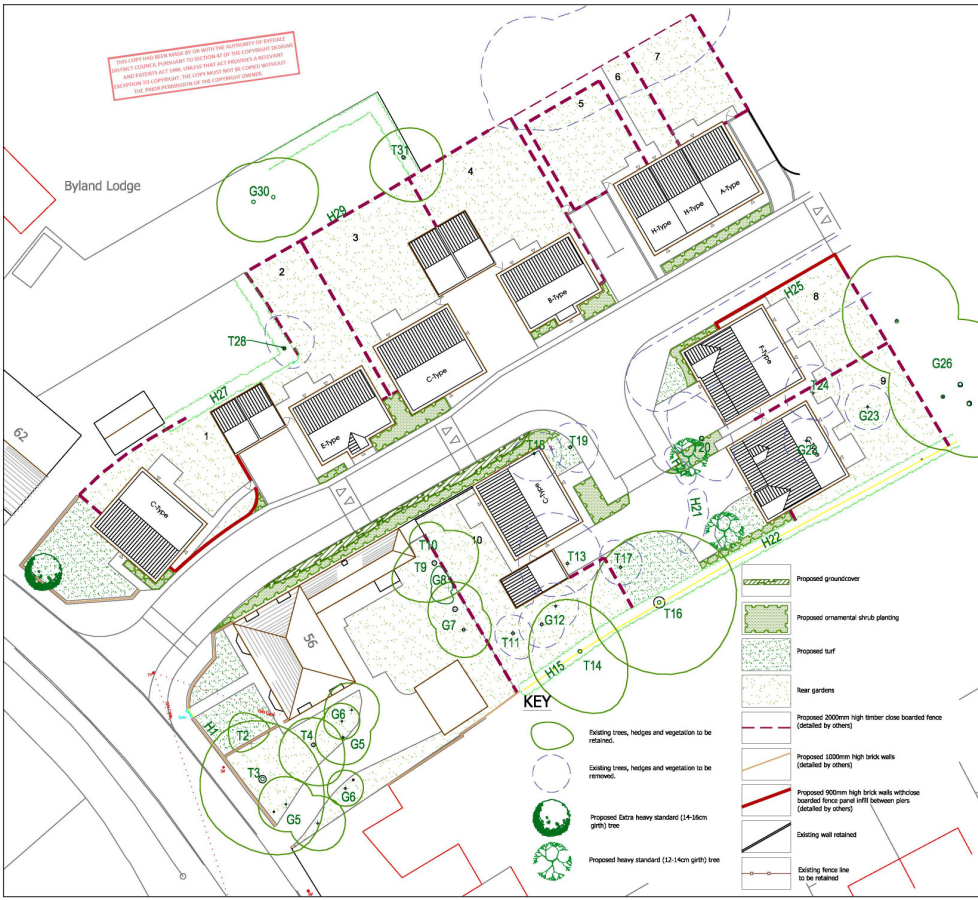 THIS COPY HAD BEEN MADE BY OR WITH THE AUTHORITY OF RYEDALE
DISTRICT COUNCIL PURSUANT TO SECTION 47 OF THE COPYRIGHT DESIGNS
AND PATENTS ACT 1988. UNLESS THAT ACT PROVIDES A RELEVANT
EXCEPTION TO COPYRIGHT. THE COPY MUST NOT BE COPIED WITHOUT
THE PRIOR PERMISSION OF THE COPYRIGHT OWNER.
7
6
5
T31
4
Byland Lodge
G30
H29
3
2
H-Type
H-Type
A-Type
B-Type
H25
8
T28
C-Type
F-Type
G26
H27
T24
9
G23
62
1
E-Type
T18
T19
T20
C-Type
C-Type
H21
10
T10
H22
T9
G8
T13
T17
G7
G12
T16
T11
56
T14
H15
H1
T2
G6
T4
G5
T3
G6
G5
KEY
Existing trees, hedges and vegetation to be
retained.
Existing trees, hedges and vegetation to be
removed.
Proposed Extra heavy standard (14-16cm
girth) tree
Proposed heavy standard (12-14cm girth) tree
Proposed groundcover
Proposed ornamental shrub planting
Proposed turf
Rear gardens
Proposed 2000mm high timber close boarded fence
(detailed by others)
Proposed 1000mm high brick walls
(detailed by others)
Proposed 900mm high brick walls withclose
boarded fence panel infill between piers
(detailed by others)
Existing wall retained
Existing fence line
to be retained